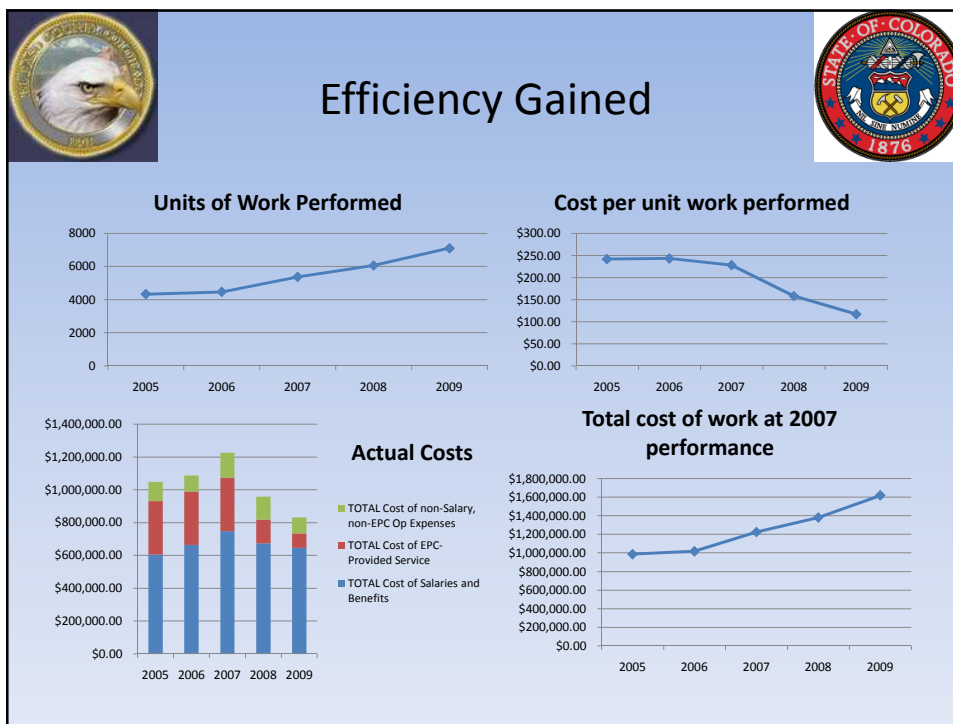 EL PASO COUNTY COLORADO
1861
Efficiency Gained
STATE OF COLORADO
NIL SINE NUMINE
1876
Units of Work Performed
8000
6000
4000
2000
0
2005 2006 2007 2008 2009
Cost per unit work performed
$300.00
$250.00
$200.00
$150.00
$100.00
$50.00
$0.00
2005 2006 2007 2008 2009
$1,400,000.00
$1,200,000.00
$1,000,000.00
$800,000.00
$600,000.00
$400,000.00
$200,000.00
$0.00
2005 2006 2007 2008 2009
Actual Costs
TOTAL Cost of non-Salary,
non-EPC Op Expenses
TOTAL Cost of EPC-
Provided Service
TOTAL Cost of Salaries and
Benefits
Total cost of work at 2007
performance
$1,800,000.00
$1,600,000.00
$1,400,000.00
$1,200,000.00
$1,000,000.00
$800,000.00
$600,000.00
$400,000.00
$200,000.00
$0.00
2005 2006 2007 2008 2009